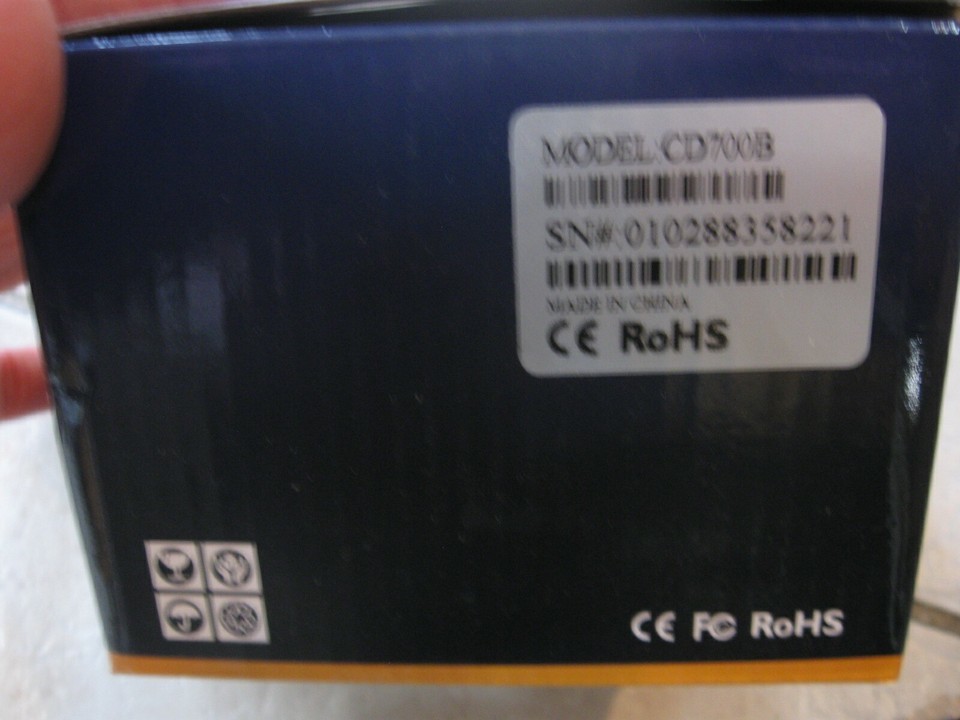 MODEL:CD700B
SN#:010288358221
MADE IN CHINA
CE RoHS
CE FC RoHS